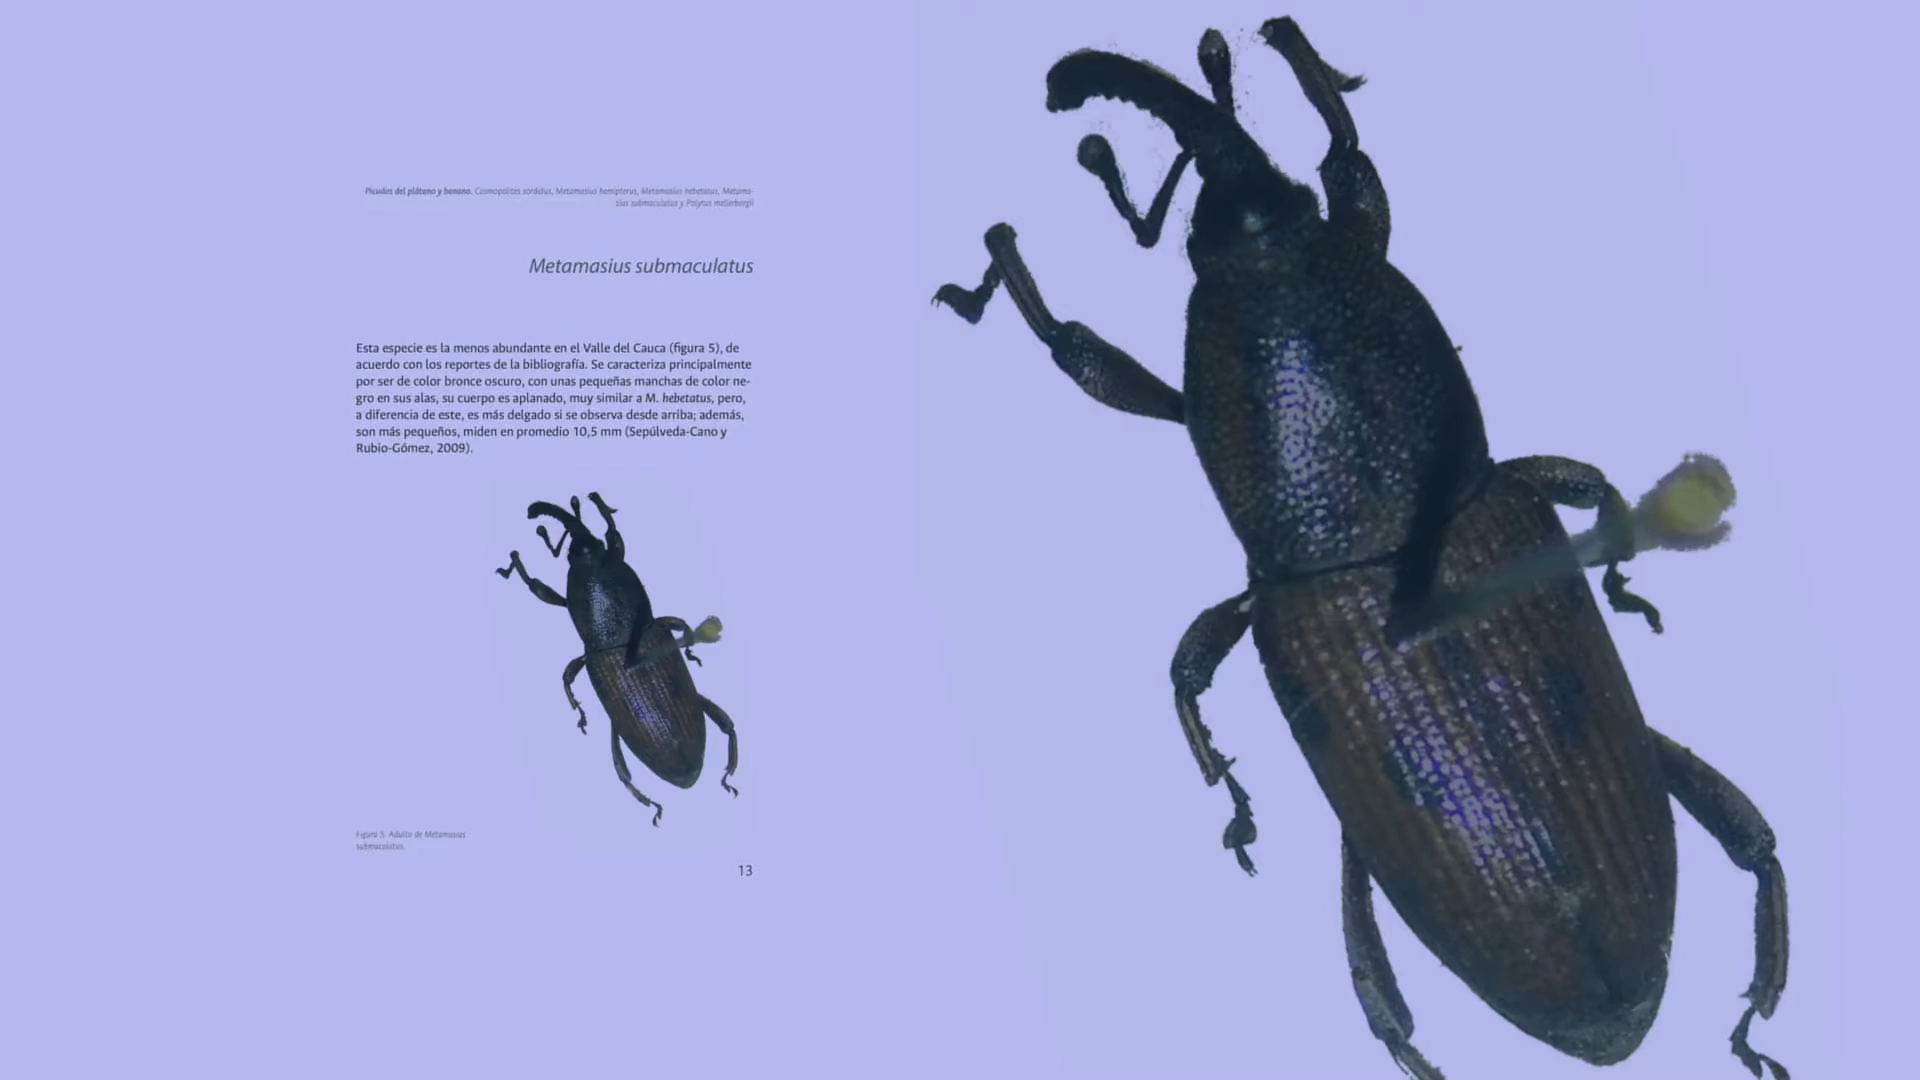 Picudos del plátano y banano. Cosmopolites sordidus, Metamasius hemipterus, Metamasius hebetatus, Metama-
sius submaculatus y Polytus mellerborgii
Metamasius submaculatus
Esta especie es la menos abundante en el Valle del Cauca (figura 5), de
acuerdo con los reportes de la bibliografía. Se caracteriza principalmente
por ser de color bronce oscuro, con unas pequeñas manchas de color ne-
gro en sus alas, su cuerpo es aplanado, muy similar a M. hebetatus, pero,
a diferencia de este, es más delgado si se observa desde arriba; además,
son más pequeños, miden en promedio 10,5 mm (Sepúlveda-Cano y
Rubio-Gómez, 2009).
Figura 5. Adulto de Metamasius
submaculatus.
13